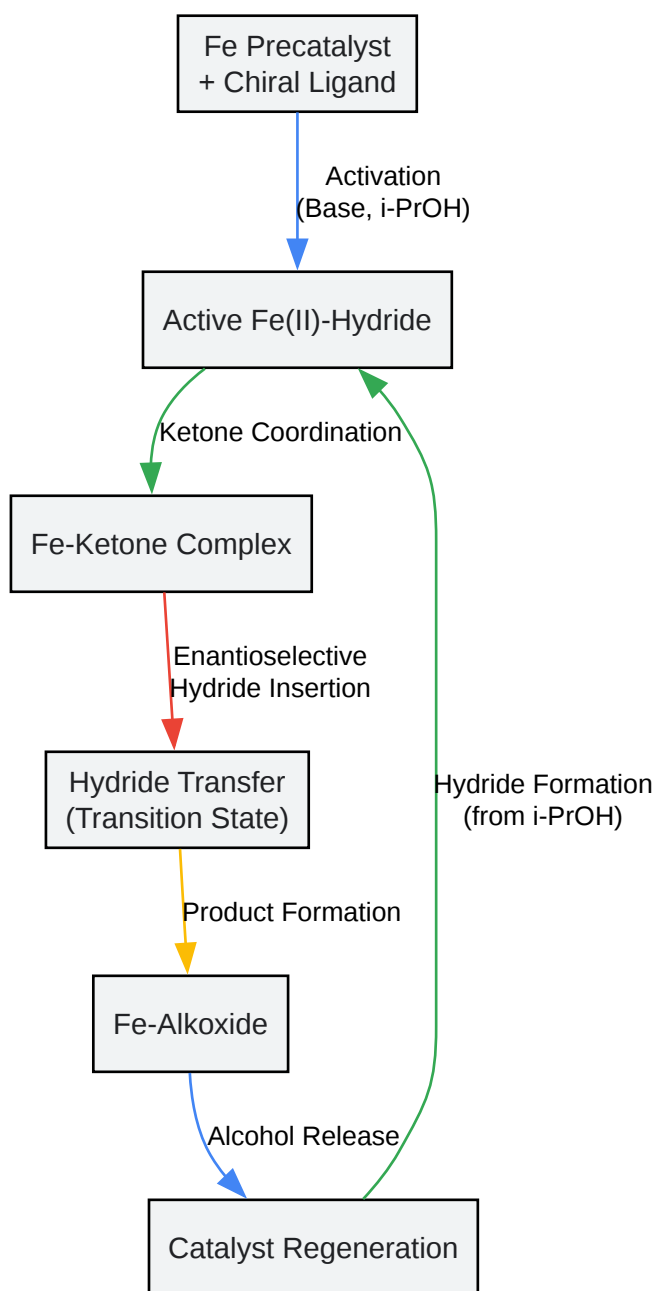 Fe Precatalyst
+ Chiral Ligand
Activation
(Base, i-PrOH)
Active Fe(II)-Hydride
Ketone Coordination
Fe-Ketone Complex
Enantioselective
Hydride Insertion
Hydride Transfer
(Transition State)
Hydride Formation
(from i-PrOH)
Product Formation
Fe-Alkoxide
Alcohol Release
Catalyst Regeneration